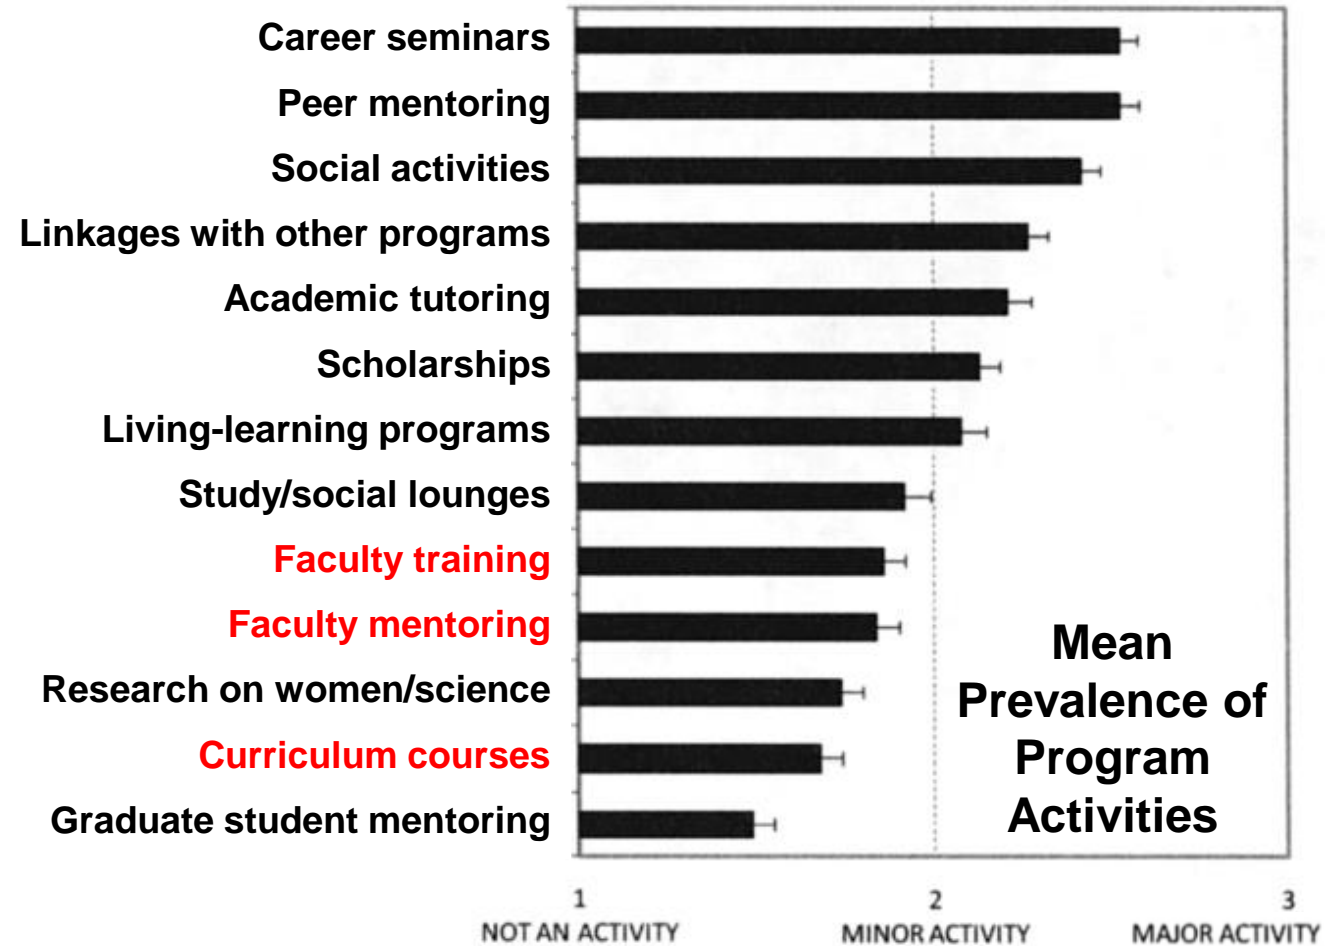 Career seminars
Peer mentoring
Social activities
Linkages with other programs
Academic tutoring
Scholarships
Living-learning programs
Study/social lounges
Faculty training
Faculty mentoring
Research on women/science
Curriculum courses
Graduate student mentoring
Mean
Prevalence of
Program
Activities
1 2 3
NOT AN ACTIVITY MINOR ACTIVITY MAJOR ACTIVITY